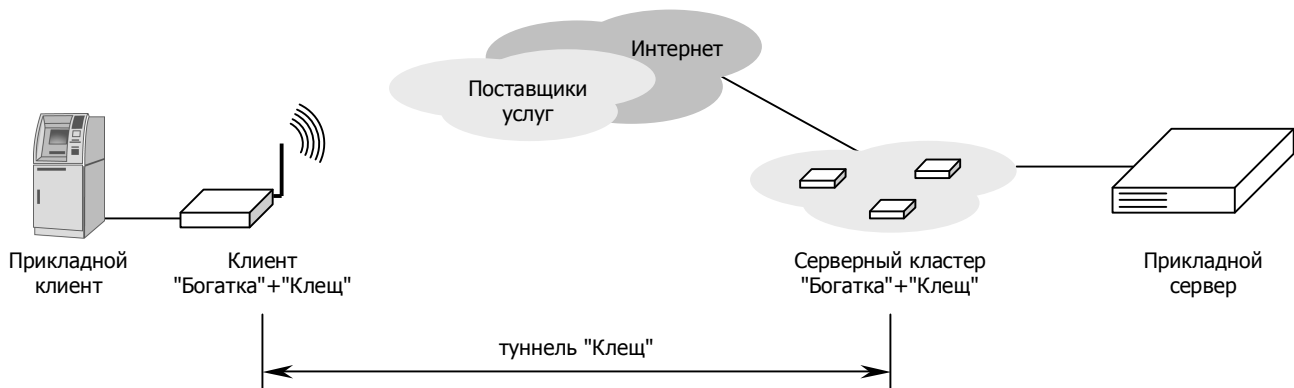 Интернет
Поставщики
услуг
Прикладной
клиент
Клиент
"Богатка"+"Клещ"
Серверный кластер
"Богатка"+"Клещ"
Прикладной
сервер
туннель "Клещ"